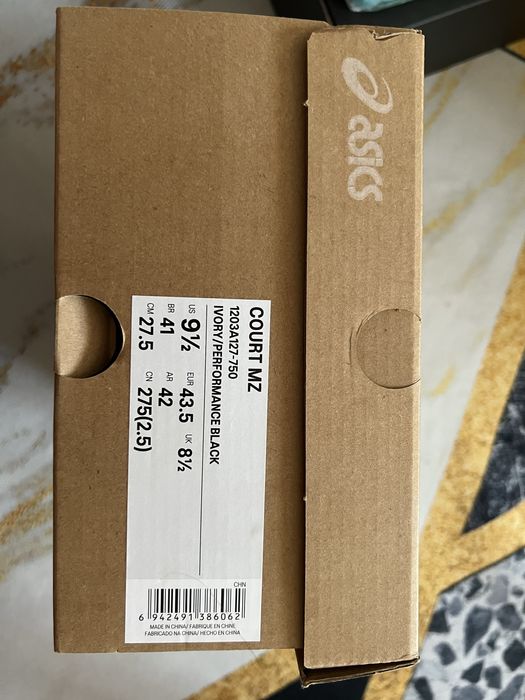 asics
COURT MZ
1203A127-750
IVORY/PERFORMANCE BLACK
US 9½ EUR 43.5 UK 8½
BR 41 AR 42
CM 27.5 CN 275(2.5)
CHN
6 942491 386062
MADE IN CHINA/ FABRIQUE EN CHINE
FABRICADO NA CHINA/ HECHO EN CHINA